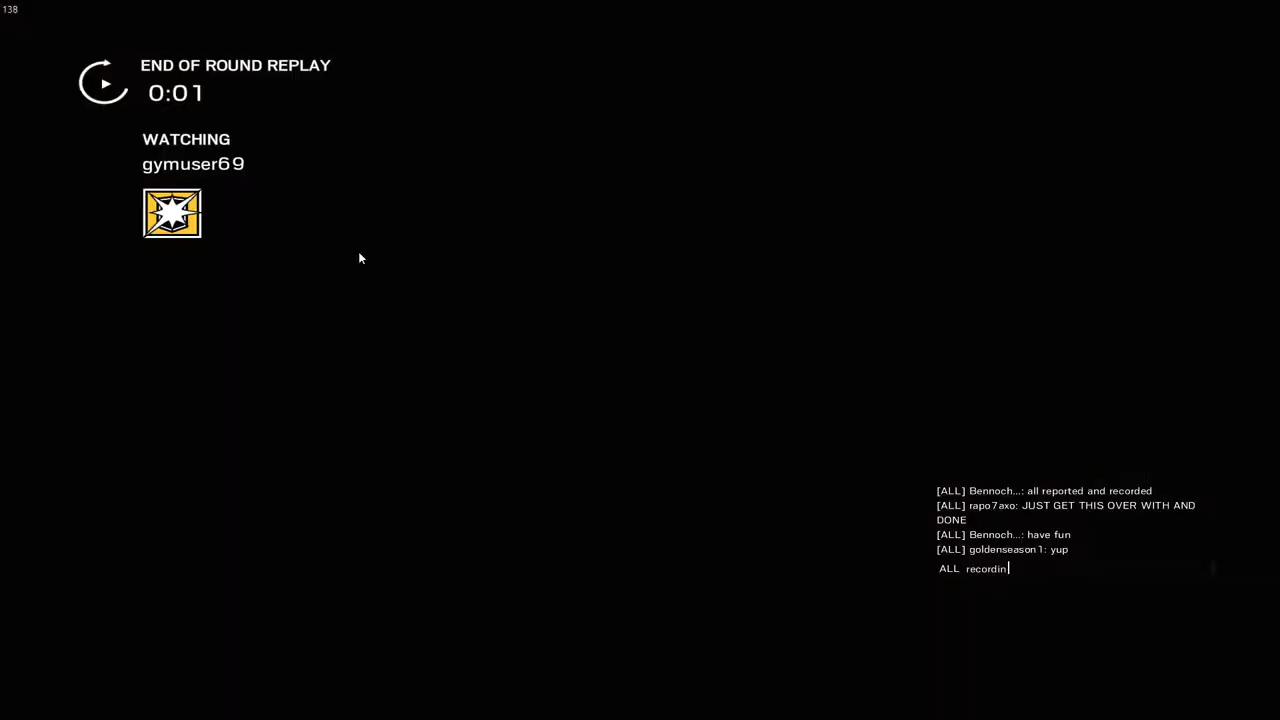 138
END OF ROUND REPLAY
0:01
WATCHING
gymuser69
[ALL] Bennoch...: all reported and recorded
[ALL] rapo7axo: JUST GET THIS OVER WITH AND
DONE
[ALL] Bennoch...: have fun
[ALL] goldenseason1: yup
ALL recordin